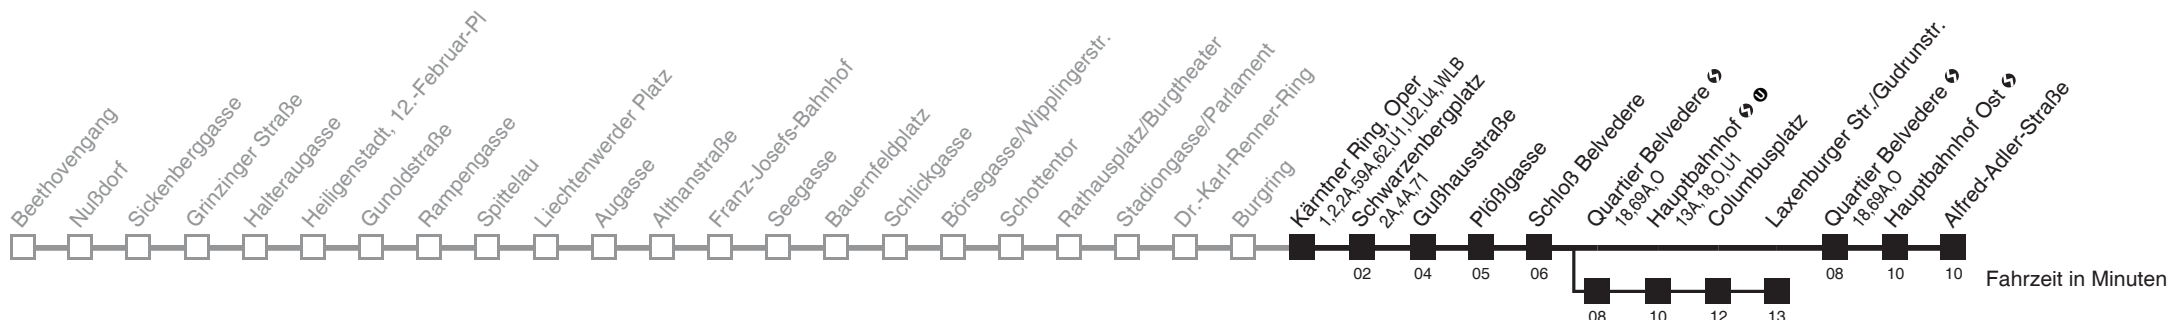 Beethovengang
Nußdorf
Sickenberggasse
Grinzinger Straße
Halteraugasse
Heiligenstadt, 12.-Februar-Pl
Gunoldstraße
Rampengasse
Spittelau
Liechtenwerder Platz
Augasse
Althanstraße
Franz-Josefs-Bahnhof
Seegasse
Bauernfeldplatz
Schlickgasse
Börsegasse/Wipplingerstr.
Schottentor
Rathausplatz/Burgtheater
Stadiongasse/Parlament
Dr.-Karl-Renner-Ring
Burgring
Kärntner Ring, Oper
1,2,2A,59A,62,U1,U2,U4,WLB
Schwarzenbergplatz
2A,4A,71
Gußhausstraße
Plößlgasse
Schloß Belvedere
Quartier Belvedere S
18,69A,O
Hauptbahnhof S U
13A,18,O,U1
Columbusplatz
Laxenburger Str./Gudrunstr.
Quartier Belvedere S
18,69A,O
Hauptbahnhof Ost S
Alfred-Adler-Straße
02 04 05 06 08 10 10
Fahrzeit in Minuten
08 10 12 13